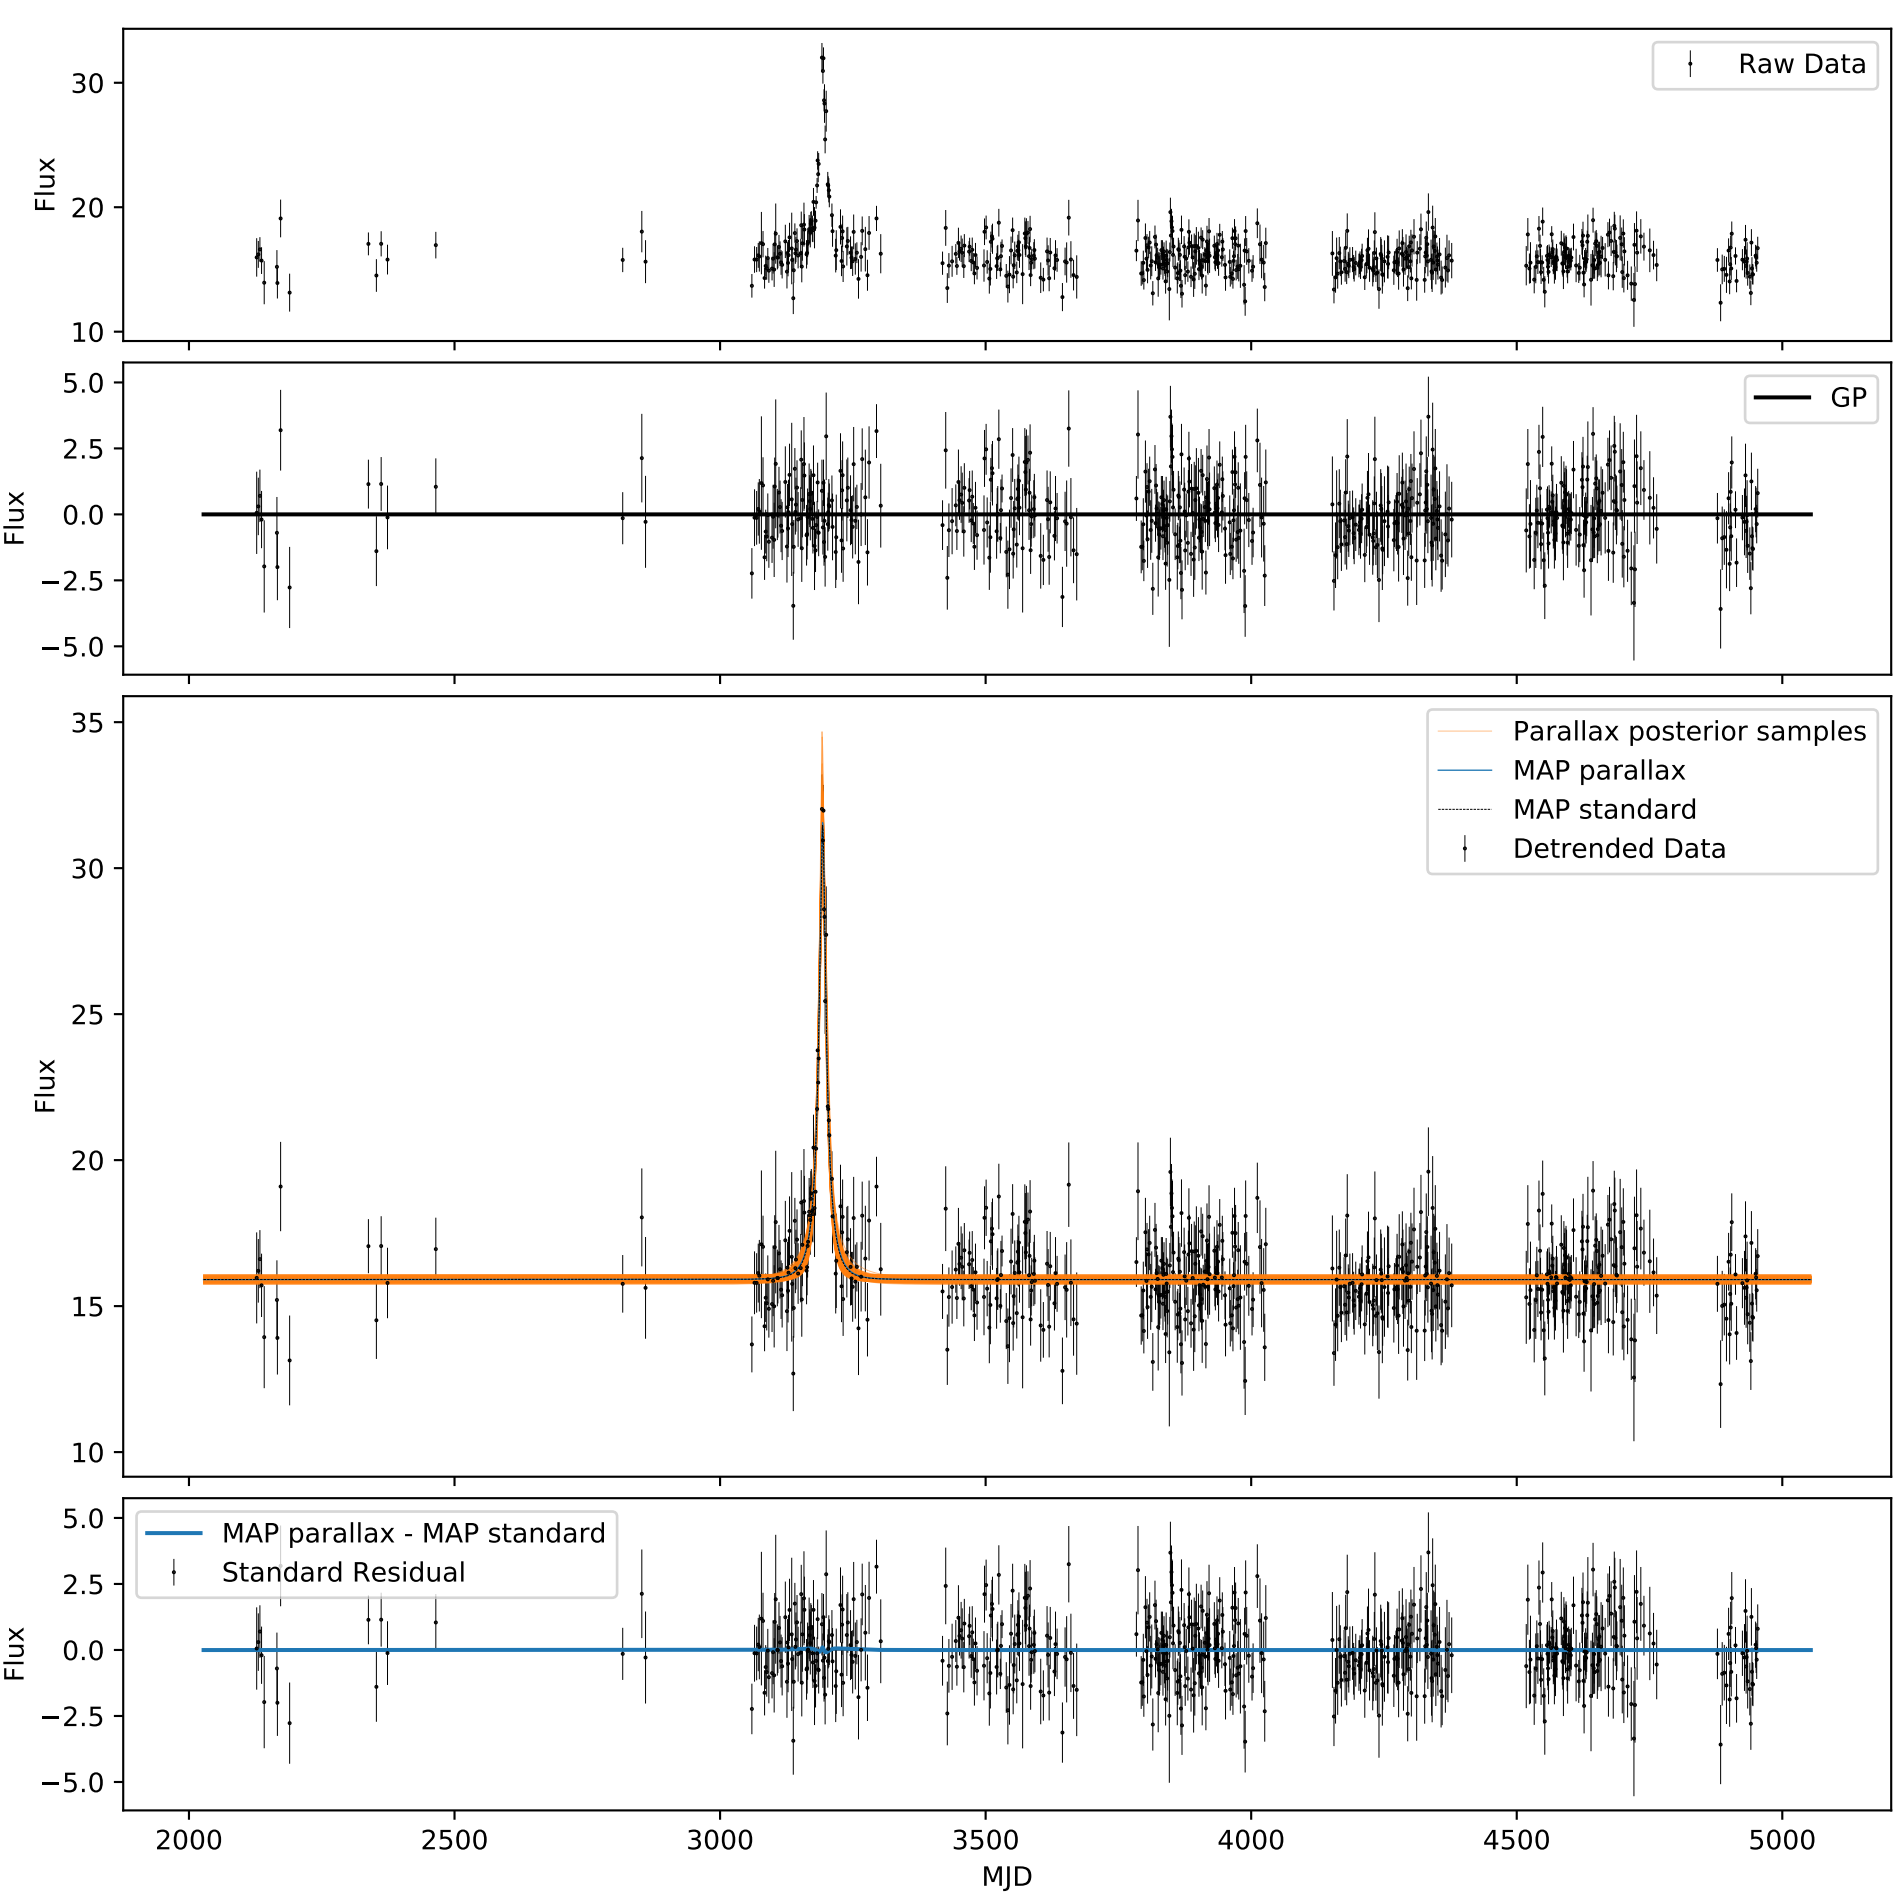 Flux
30
20
10
Raw Data
Flux
5.0
2.5
0.0
−2.5
−5.0
GP
Flux
35
30
25
20
15
10
Parallax posterior samples
MAP parallax
MAP standard
Detrended Data
Flux
5.0
2.5
0.0
−2.5
−5.0
MAP parallax - MAP standard
Standard Residual
2000 2500 3000 3500 4000 4500 5000
MJD